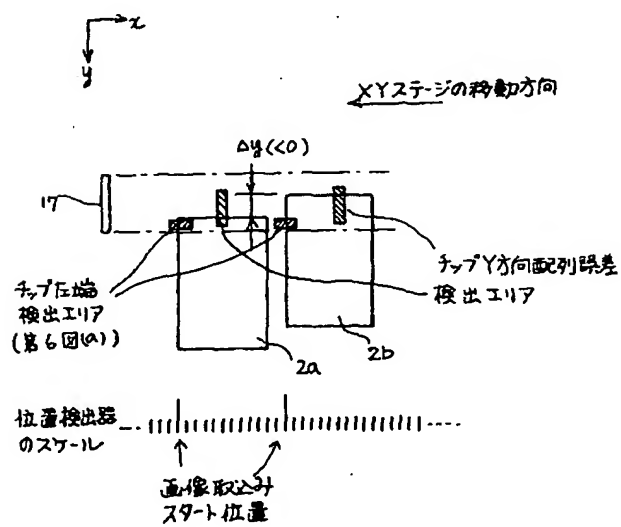 x
y
XYステージの移動方向
Δy(<0)
17
チップ左端
検出エリア
(第6図(a))
チップY方向配列誤差
検出エリア
2a
2b
位置検出器
のスケール
画像取込み
スタート位置